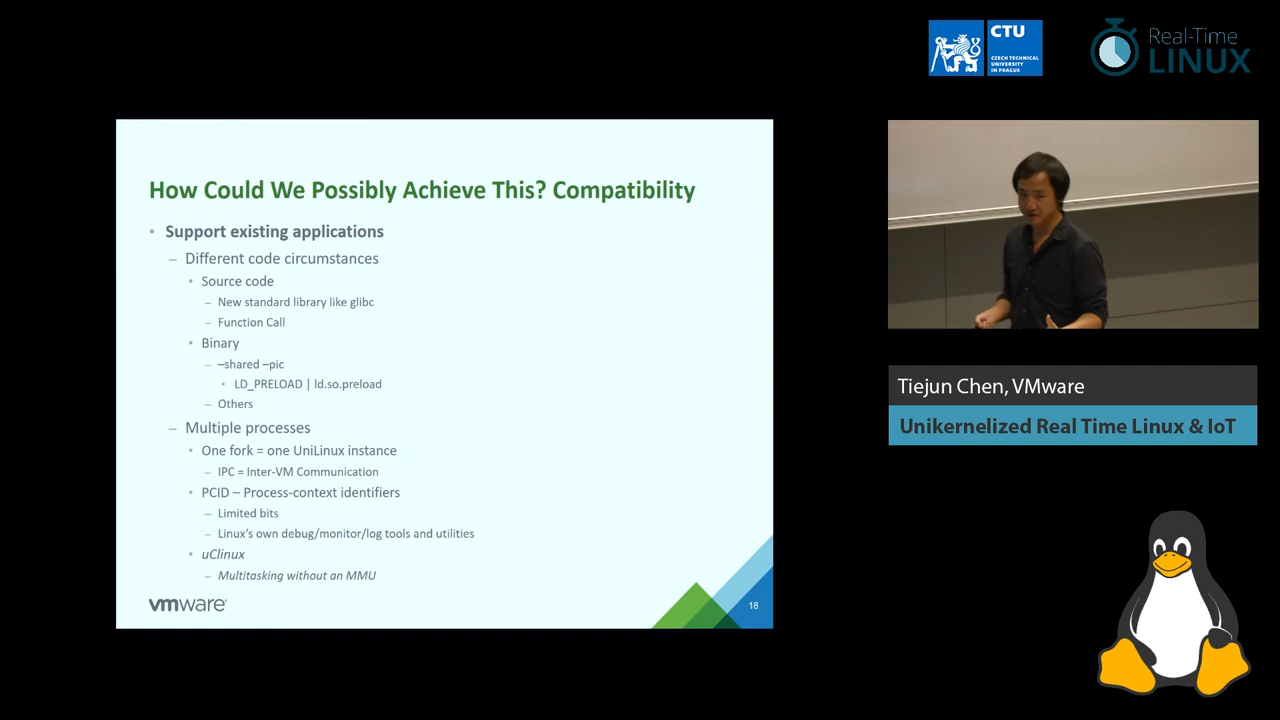 CTU
CZECH TECHNICAL
UNIVERSITY
IN PRAGUE
Real-Time
LINUX
How Could We Possibly Achieve This? Compatibility
• Support existing applications
– Different code circumstances
• Source code
– New standard library like glibc
– Function Call
• Binary
– –shared –pic
• LD_PRELOAD | ld.so.preload
– Others
– Multiple processes
• One fork = one UniLinux instance
– IPC = Inter-VM Communication
• PCID – Process-context identifiers
– Limited bits
– Linux's own debug/monitor/log tools and utilities
• uClinux
– Multitasking without an MMU
vmware®
18
Tiejun Chen, VMware
Unikernelized Real Time Linux & IoT